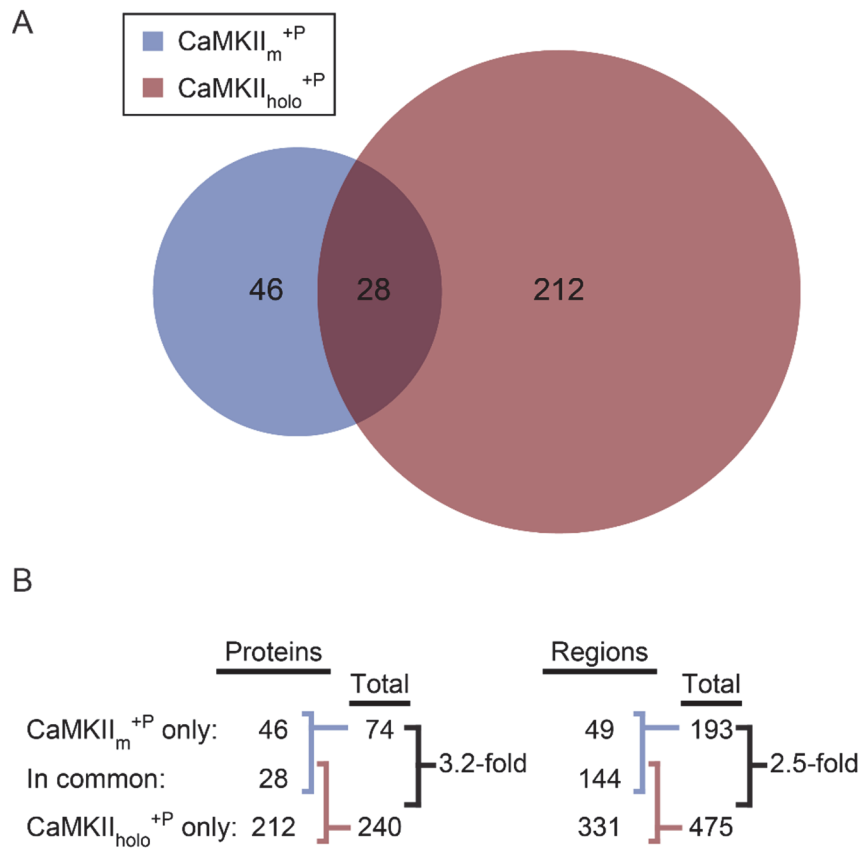 A
CaMKIIₘ⁺ᴾ
CaMKIIₕₒₗₒ⁺ᴾ
46 28 212
B
Proteins Regions
Total Total
CaMKIIₘ⁺ᴾ only: 46 74 49 193
3.2-fold 2.5-fold
In common: 28 144
CaMKIIₕₒₗₒ⁺ᴾ only: 212 240 331 475